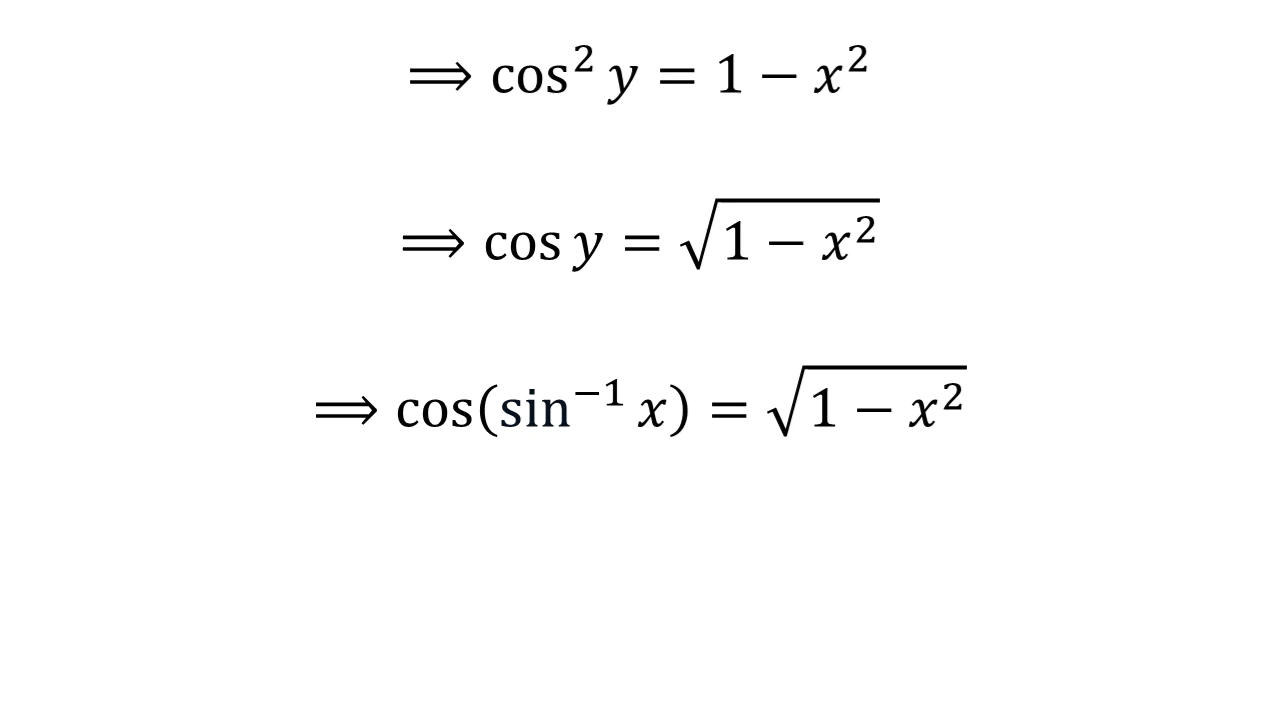 ⟹ cos² y = 1 − x²
⟹ cos y = √(1 − x²)
⟹ cos(sin⁻¹ x) = √(1 − x²)